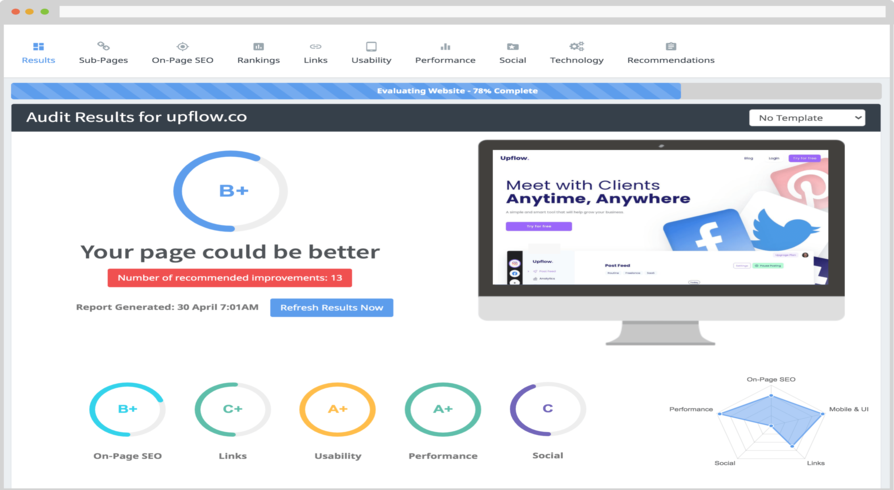 Results
Sub-Pages
On-Page SEO
Rankings
Links
Usability
Performance
Social
Technology
Recommendations
Evaluating Website - 78% Complete
Audit Results for upflow.co
No Template
B+
Your page could be better
Number of recommended improvements: 13
Report Generated: 30 April 7:01AM
Refresh Results Now
Upflow.
Blog
Login
Try for free
Meet with Clients
Anytime, Anywhere
A simple and smart tool that will help grow your business
Try for free
Upflow.
Post Feed
Post Feed
Analytics
B+
C+
A+
A+
C
On-Page SEO
Links
Usability
Performance
Social
On-Page SEO
Performance
Mobile & UI
Social
Links